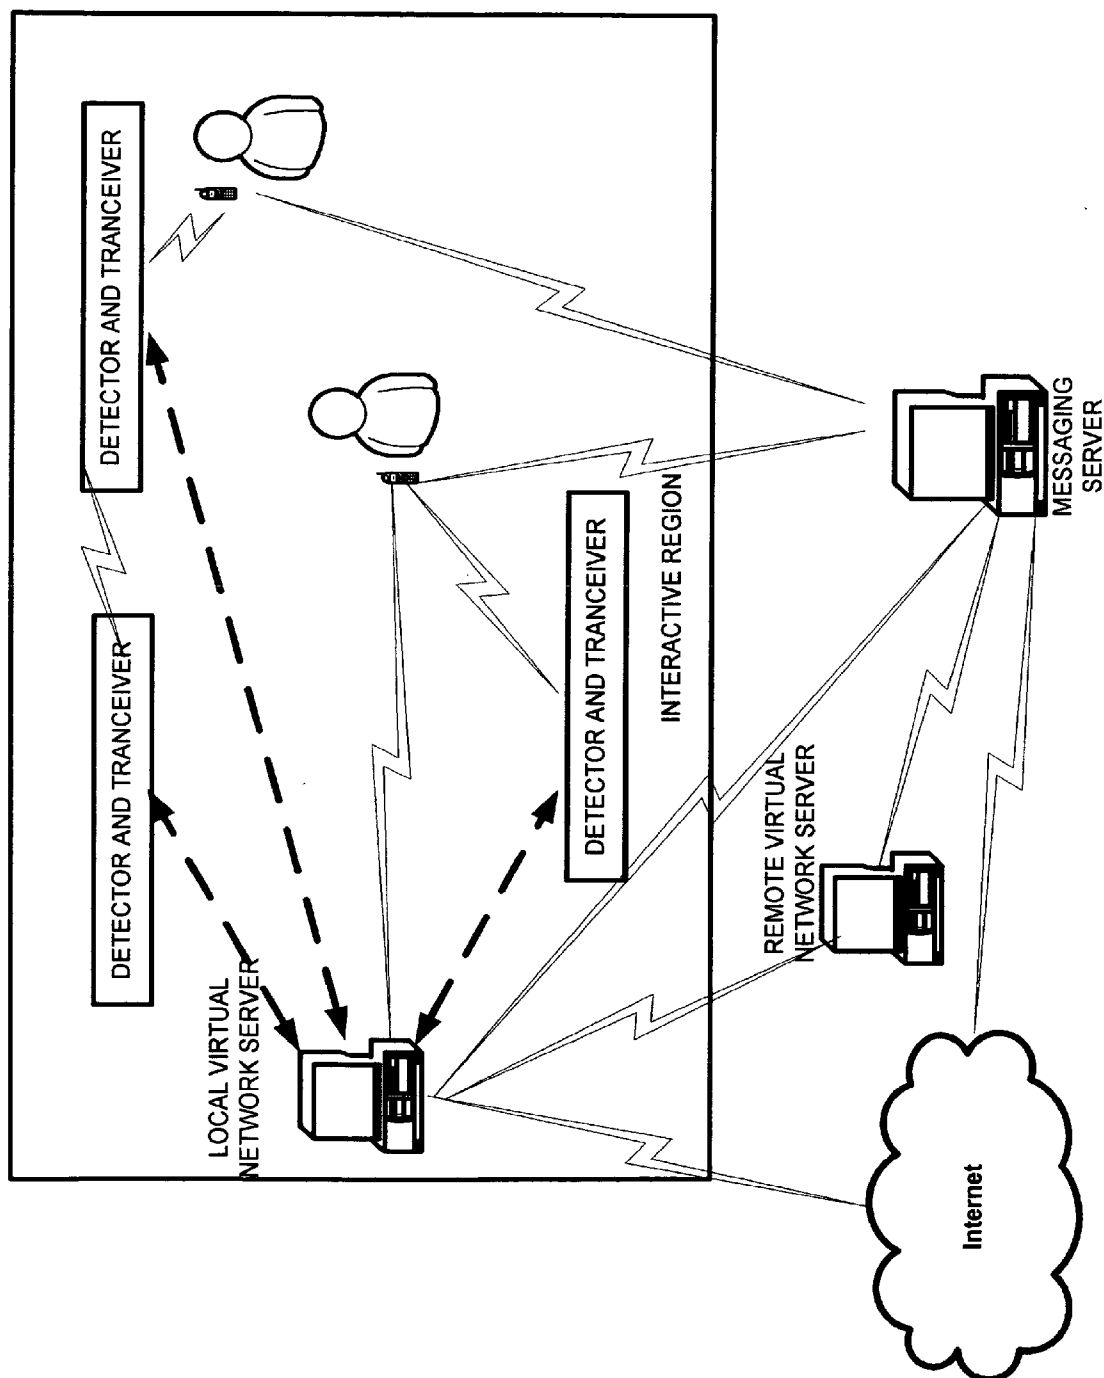 DETECTOR AND TRANCEIVER
DETECTOR AND TRANCEIVER
LOCAL VIRTUAL
NETWORK SERVER
DETECTOR AND TRANCEIVER
INTERACTIVE REGION
REMOTE VIRTUAL
NETWORK SERVER
MESSAGING
SERVER
Internet